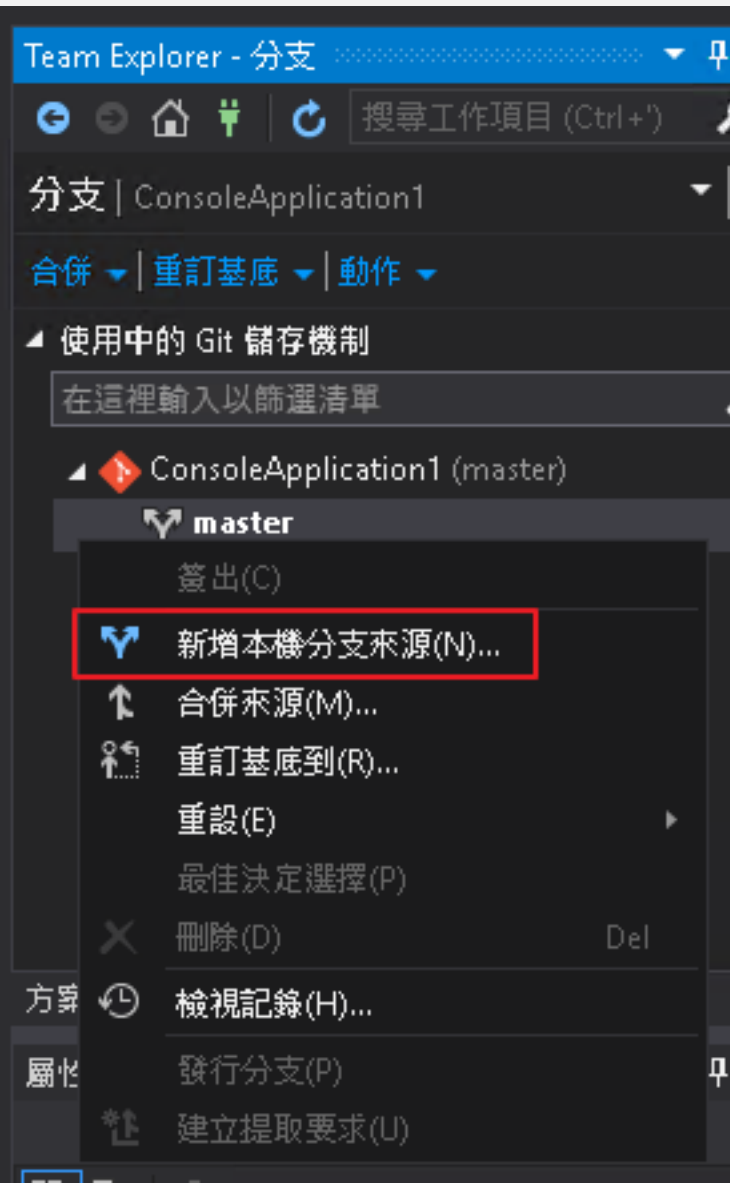 Team Explorer - 分支
搜尋工作項目 (Ctrl+')
分支 | ConsoleApplication1
合併 | 重訂基底 | 動作
使用中的 Git 儲存機制
在這裡輸入以篩選清單
ConsoleApplication1 (master)
master
簽出(C)
新增本機分支來源(N)...
合併來源(M)...
重訂基底到(R)...
重設(E)
最佳決定選擇(P)
刪除(D) Del
方案
檢視記錄(H)...
屬性
發行分支(P)
建立提取要求(U)